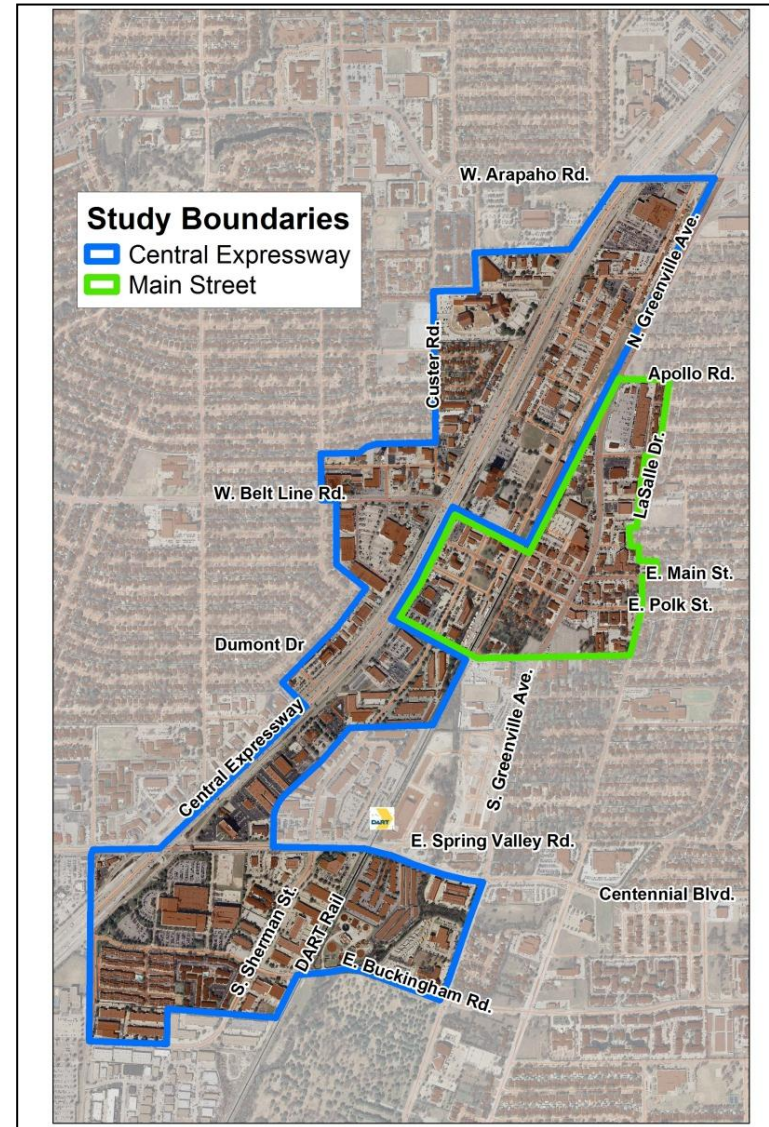 W. Arapaho Rd.
Study Boundaries
Central Expressway
Main Street
N. Greenville Ave.
Custer Rd.
Apollo Rd.
LaSalle Dr.
W. Belt Line Rd.
E. Main St.
E. Polk St.
Dumont Dr
S. Greenville Ave.
Central Expressway
DART
E. Spring Valley Rd.
Centennial Blvd.
S. Sherman St.
DART Rail
E. Buckingham Rd.